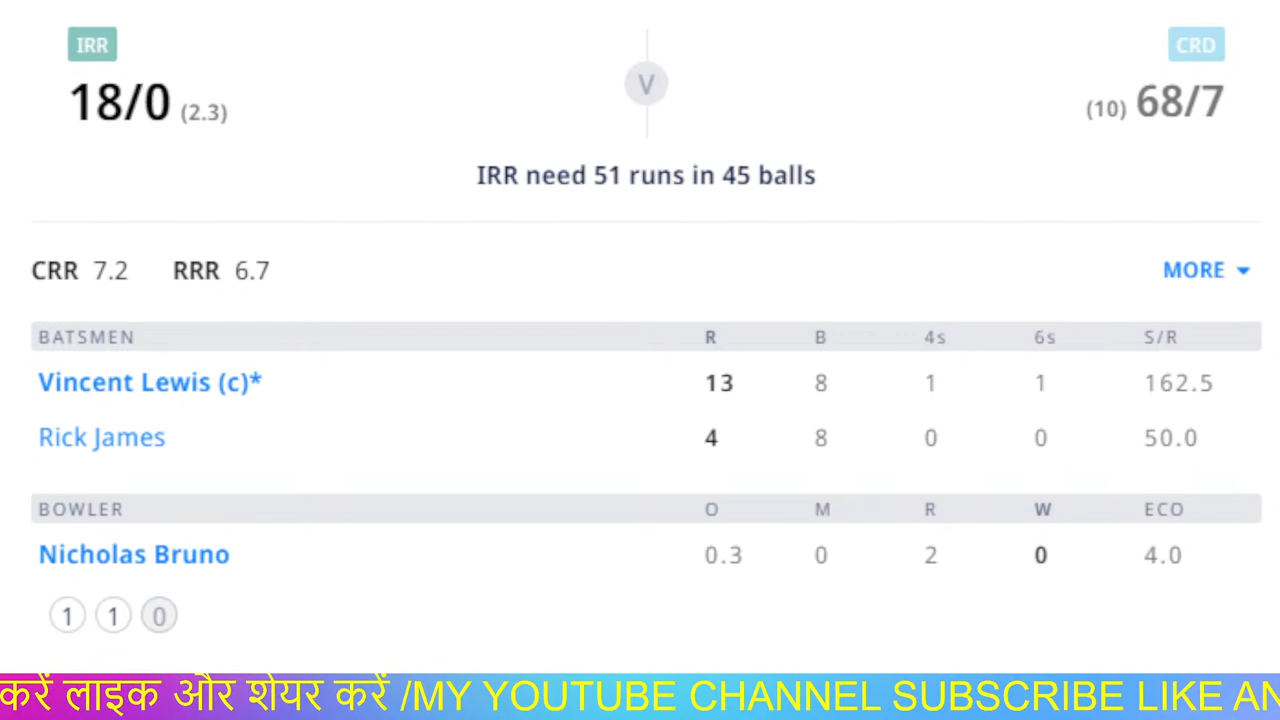 IRR
V
CRD
18/0 (2.3)
(10) 68/7
IRR need 51 runs in 45 balls
CRR 7.2 RRR 6.7
MORE
BATSMEN R B 4s 6s S/R
Vincent Lewis (c)* 13 8 1 1 162.5
Rick James 4 8 0 0 50.0
BOWLER O M R W ECO
Nicholas Bruno 0.3 0 2 0 4.0
1 1 0
करें लाइक और शेयर करें /MY YOUTUBE CHANNEL SUBSCRIBE LIKE AN